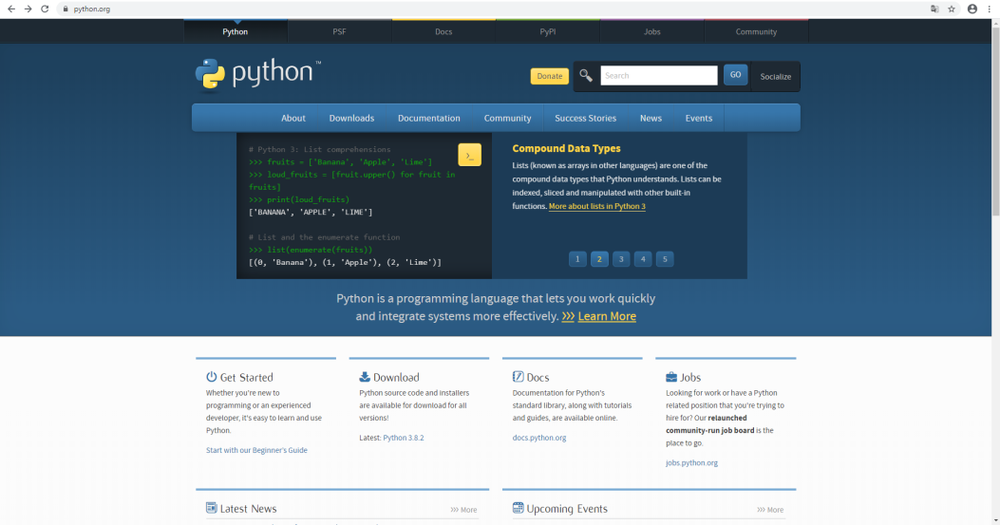 python.org
Python PSF Docs PyPI Jobs Community
python™
Donate Search GO Socialize
About Downloads Documentation Community Success Stories News Events
# Python 3: List comprehensions
>>> fruits = ['Banana', 'Apple', 'Lime']
>>> loud_fruits = [fruit.upper() for fruit in
fruits]
>>> print(loud_fruits)
['BANANA', 'APPLE', 'LIME']
# List and the enumerate function
>>> list(enumerate(fruits))
[(0, 'Banana'), (1, 'Apple'), (2, 'Lime')]
>_
Compound Data Types
Lists (known as arrays in other languages) are one of the
compound data types that Python understands. Lists can be
indexed, sliced and manipulated with other built-in
functions. More about lists in Python 3
1 2 3 4 5
Python is a programming language that lets you work quickly
and integrate systems more effectively. >>> Learn More
Get Started
Whether you're new to
programming or an experienced
developer, it's easy to learn and use
Python.
Start with our Beginner's Guide
Download
Python source code and installers
are available for download for all
versions!
Latest: Python 3.8.2
Docs
Documentation for Python's
standard library, along with tutorials
and guides, are available online.
docs.python.org
Jobs
Looking for work or have a Python
related position that you're trying to
hire for? Our relaunched
community-run job board is the
place to go.
jobs.python.org
Latest News >>> More
Upcoming Events >>> More